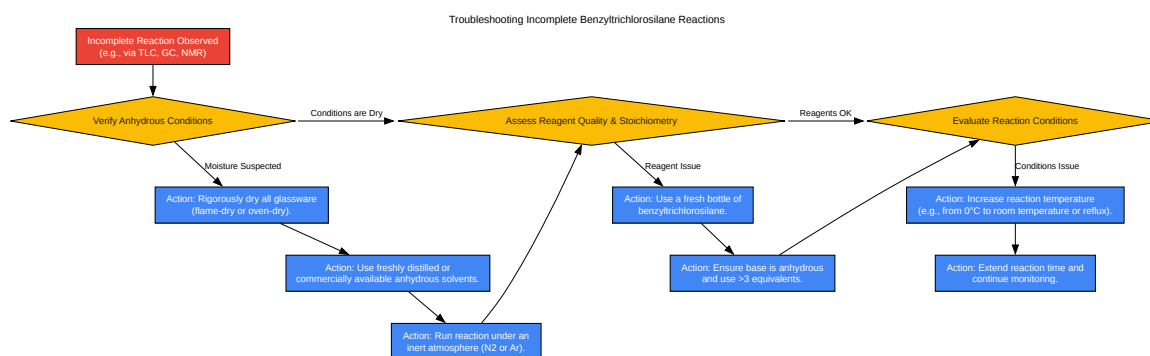 Troubleshooting Incomplete Benzyltrichlorosilane Reactions
Incomplete Reaction Observed
(e.g., via TLC, GC, NMR)
Verify Anhydrous Conditions
Conditions are Dry
Assess Reagent Quality & Stoichiometry
Reagents OK
Evaluate Reaction Conditions
Moisture Suspected
Reagent Issue
Conditions Issue
Action: Rigorously dry all glassware
(flame-dry or oven-dry).
Action: Use a fresh bottle of
benzyltrichlorosilane.
Action: Increase reaction temperature
(e.g., from 0°C to room temperature or reflux).
Action: Use freshly distilled or
commercially available anhydrous solvents.
Action: Ensure base is anhydrous
and use >3 equivalents.
Action: Extend reaction time and
continue monitoring.
Action: Run reaction under an
inert atmosphere (N2 or Ar).